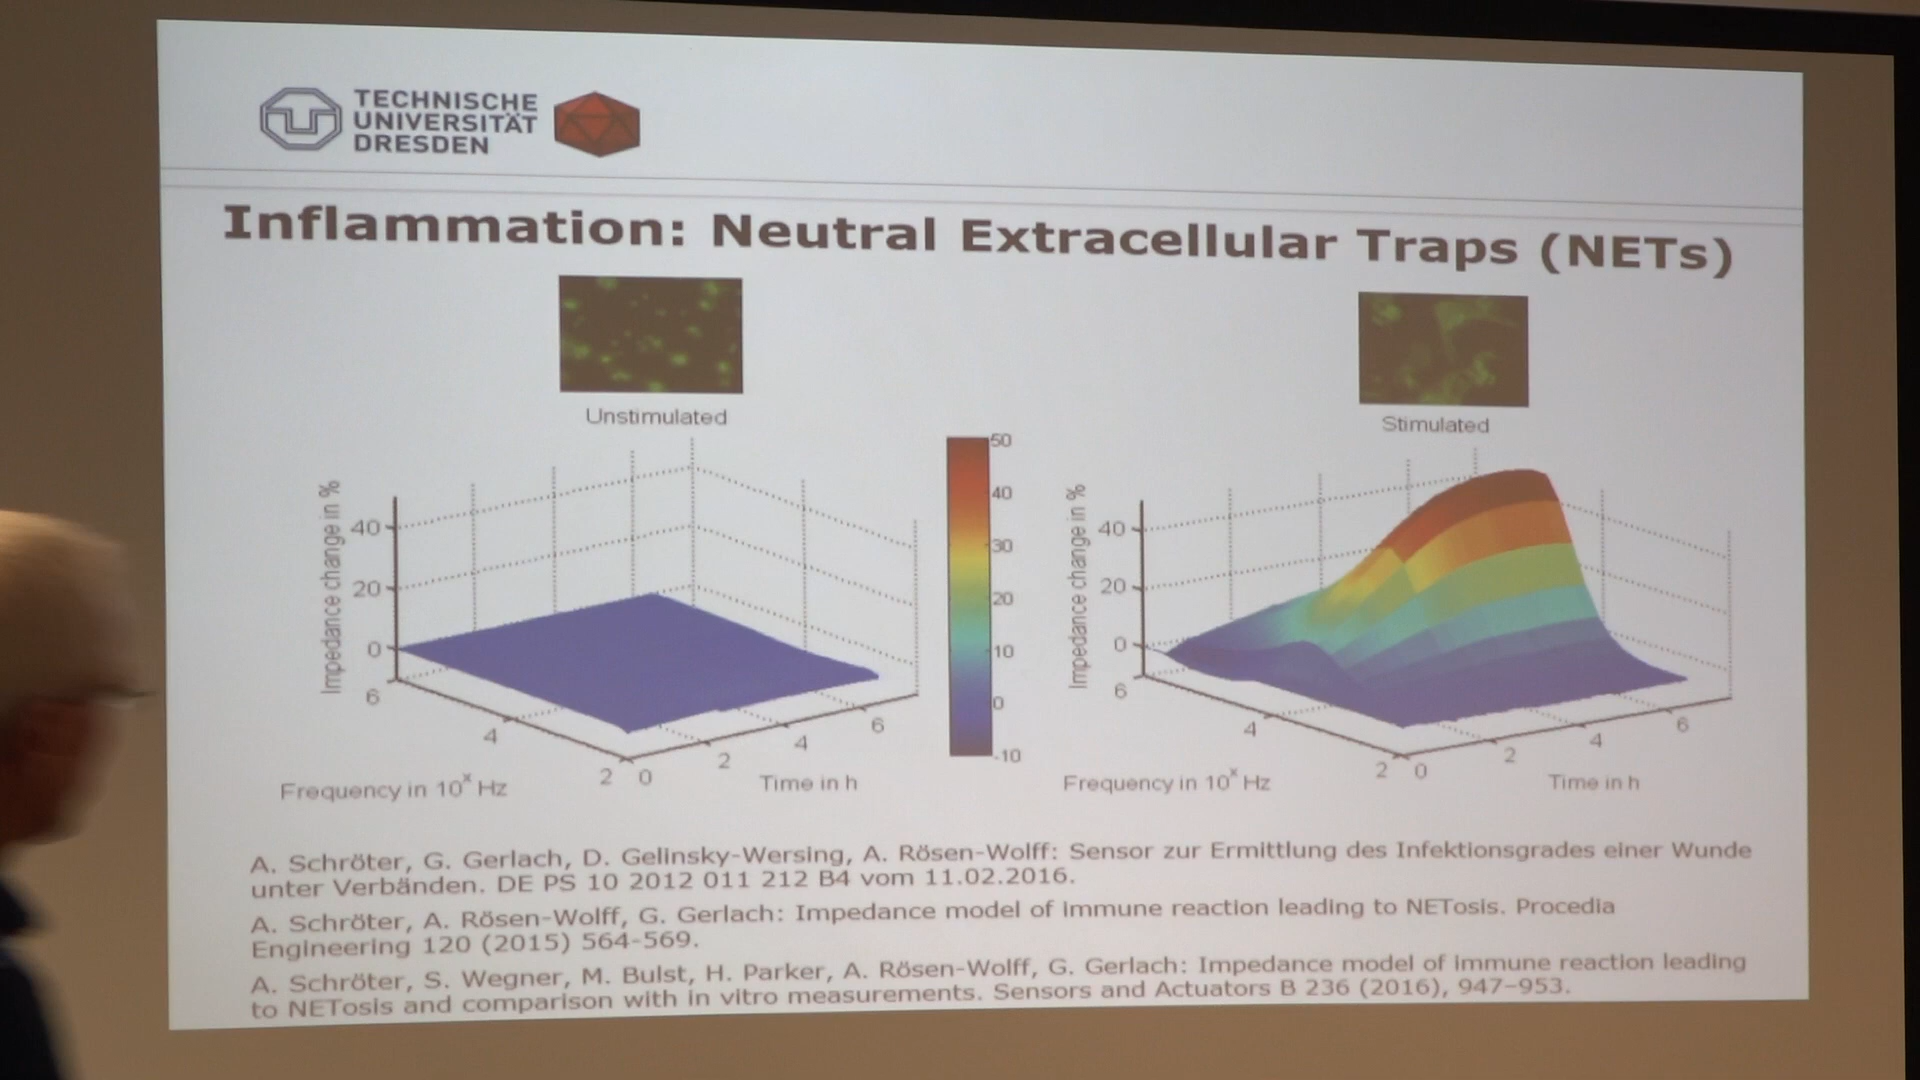 TECHNISCHE
UNIVERSITÄT
DRESDEN
Inflammation: Neutral Extracellular Traps (NETs)
Unstimulated
Stimulated
Impedance change in %
40
20
0
6
4
2
Frequency in 10^x Hz
0
2
4
6
Time in h
50
40
30
20
10
0
-10
Impedance change in %
40
20
0
6
4
2
Frequency in 10^x Hz
0
2
4
6
Time in h
A. Schröter, G. Gerlach, D. Gelinsky-Wersing, A. Rösen-Wolff: Sensor zur Ermittlung des Infektionsgrades einer Wunde
unter Verbänden. DE PS 10 2012 011 212 B4 vom 11.02.2016.
A. Schröter, A. Rösen-Wolff, G. Gerlach: Impedance model of immune reaction leading to NETosis. Procedia
Engineering 120 (2015) 564-569.
A. Schröter, S. Wegner, M. Bulst, H. Parker, A. Rösen-Wolff, G. Gerlach: Impedance model of immune reaction leading
to NETosis and comparison with in vitro measurements. Sensors and Actuators B 236 (2016), 947–953.